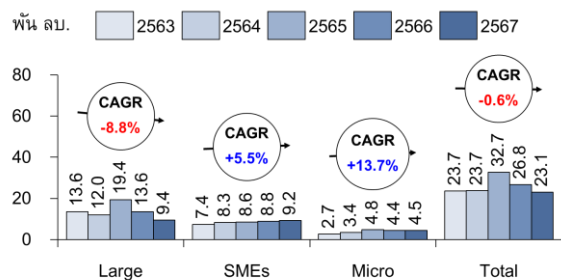 พัน ลบ. 2563 2564 2565 2566 2567
80
60
40
20
0
CAGR
-8.8%
13.6 12.0 19.4 13.6 9.4
Large
CAGR
+5.5%
7.4 8.3 8.6 8.8 9.2
SMEs
CAGR
+13.7%
2.7 3.4 4.8 4.4 4.5
Micro
CAGR
-0.6%
23.7 23.7 32.7 26.8 23.1
Total